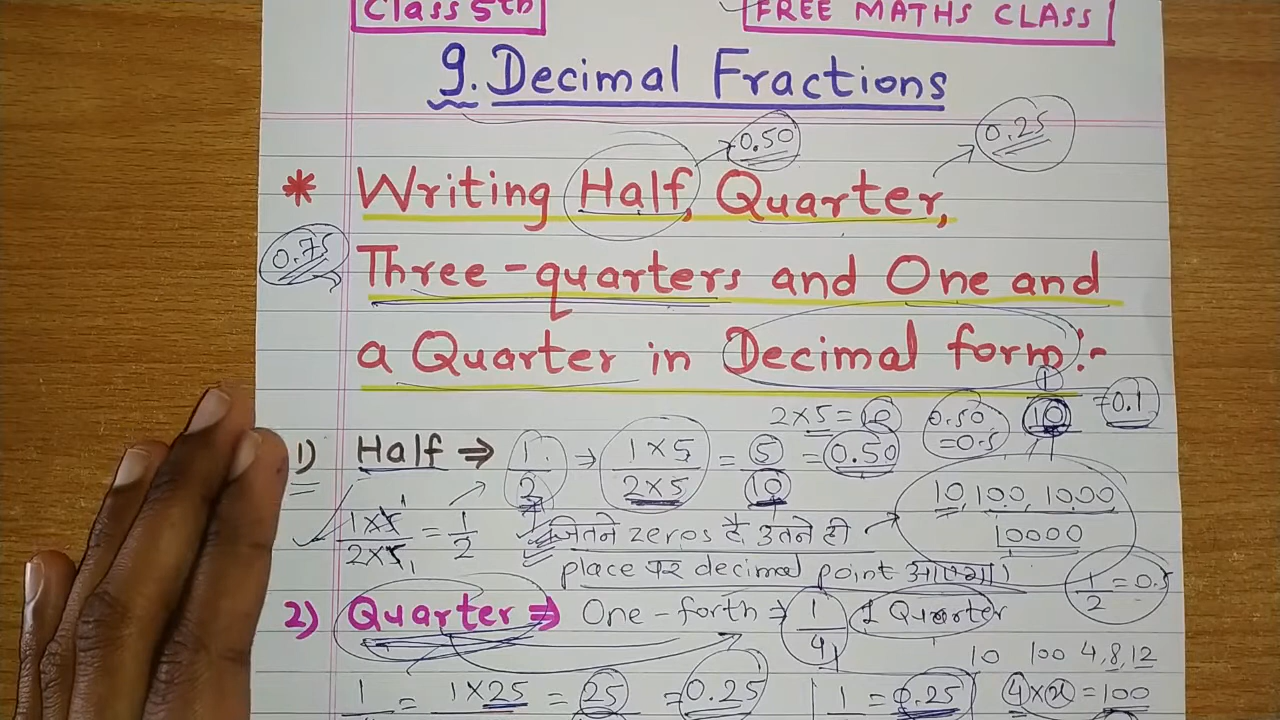 Class 5th
FREE MATHS CLASS
9. Decimal Fractions
0.50
0.25
* Writing Half, Quarter,
0.75
Three-quarters and One and
a Quarter in Decimal form:-
2×5=10
0.50
=0.5
1/10 =0.1
1) Half ⇒ 1/2 → 1×5/2×5 = 5/10 = 0.50
10, 100, 1000
10000
1×5/2×5 = 1/2
जितने zeros है उतने ही
place पर decimal point आएगा।
1/2 = 0.5
2) Quarter ⇒ One-forth → 1/4 1 Quarter
10 100 4,8,12
1 = 1×25 = 25 = 0.25
1 = 0.25
4×25=100